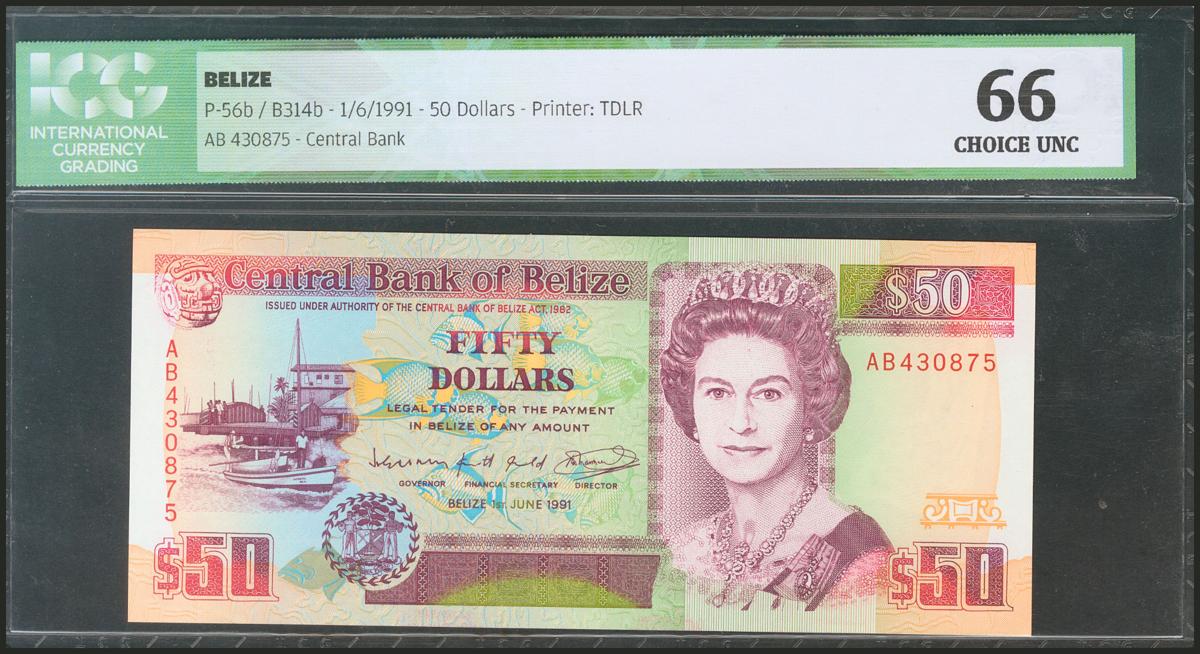 ICG
INTERNATIONAL
CURRENCY
GRADING
BELIZE
P-56b / B314b - 1/6/1991 - 50 Dollars - Printer: TDLR
AB 430875 - Central Bank
66
CHOICE UNC
Central Bank of Belize
ISSUED UNDER AUTHORITY OF THE CENTRAL BANK OF BELIZE ACT, 1982
$50
FIFTY
DOLLARS
AB430875
AB430875
LEGAL TENDER FOR THE PAYMENT
IN BELIZE OF ANY AMOUNT
GOVERNOR FINANCIAL SECRETARY DIRECTOR
BELIZE 1ST. JUNE 1991
$50
$50